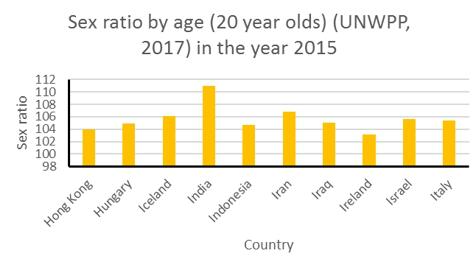 Sex ratio by age (20 year olds) (UNWPP,
2017) in the year 2015
Sex ratio
112
110
108
106
104
102
100
98
Hong Kong
Hungary
Iceland
India
Indonesia
Iran
Iraq
Ireland
Israel
Italy
Country